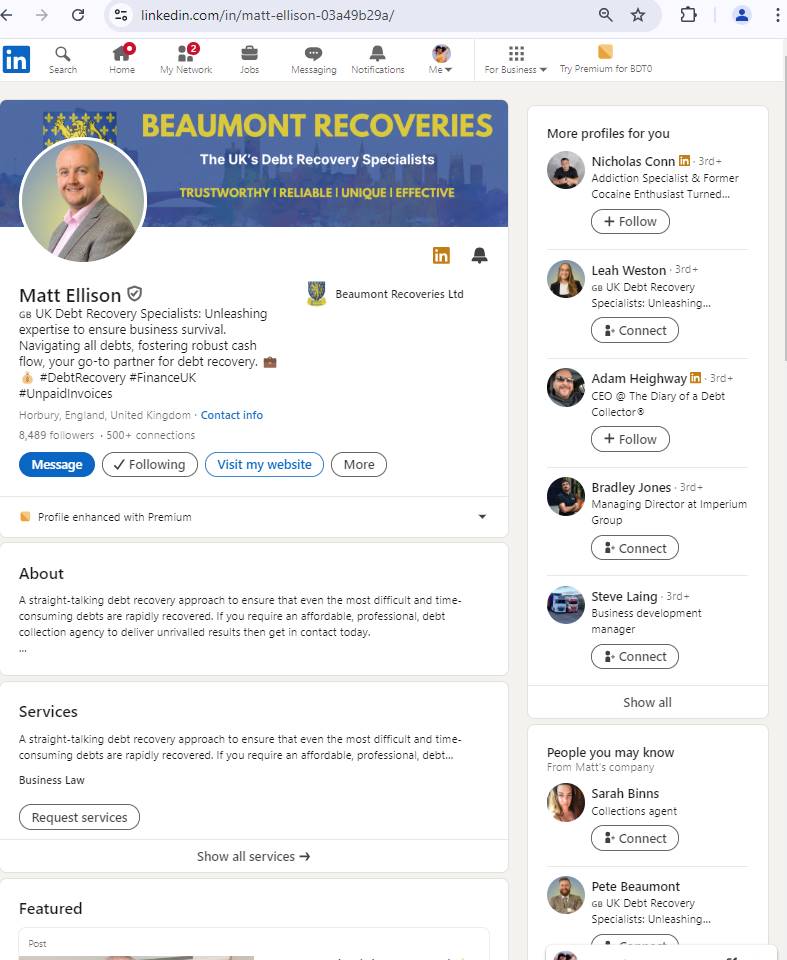 linkedin.com/in/matt-ellison-03a49b29a/
in
Search
Home
2
My Network
Jobs
Messaging
Notifications
Me
For Business
Try Premium for BDT0
BEAUMONT RECOVERIES
The UK's Debt Recovery Specialists
TRUSTWORTHY | RELIABLE | UNIQUE | EFFECTIVE
in
Matt Ellison
Beaumont Recoveries Ltd
GB UK Debt Recovery Specialists: Unleashing
expertise to ensure business survival.
Navigating all debts, fostering robust cash
flow, your go-to partner for debt recovery. 💼
💰 #DebtRecovery #FinanceUK
#UnpaidInvoices
Horbury, England, United Kingdom · Contact info
8,489 followers · 500+ connections
Message
Following
Visit my website
More
Profile enhanced with Premium
About
A straight-talking debt recovery approach to ensure that even the most difficult and time-
consuming debts are rapidly recovered. If you require an affordable, professional, debt
collection agency to deliver unrivalled results then get in contact today.
...
Services
A straight-talking debt recovery approach to ensure that even the most difficult and time-
consuming debts are rapidly recovered. If you require an affordable, professional, debt...
Business Law
Request services
Show all services →
Featured
Post
More profiles for you
Nicholas Conn in · 3rd+
Addiction Specialist & Former
Cocaine Enthusiast Turned...
+ Follow
Leah Weston · 3rd+
GB UK Debt Recovery
Specialists: Unleashing...
Connect
Adam Heighway in · 3rd+
CEO @ The Diary of a Debt
Collector®
+ Follow
Bradley Jones · 3rd+
Managing Director at Imperium
Group
Connect
Steve Laing · 3rd+
Business development
manager
Connect
Show all
People you may know
From Matt's company
Sarah Binns
Collections agent
Connect
Pete Beaumont
GB UK Debt Recovery
Specialists: Unleashing...